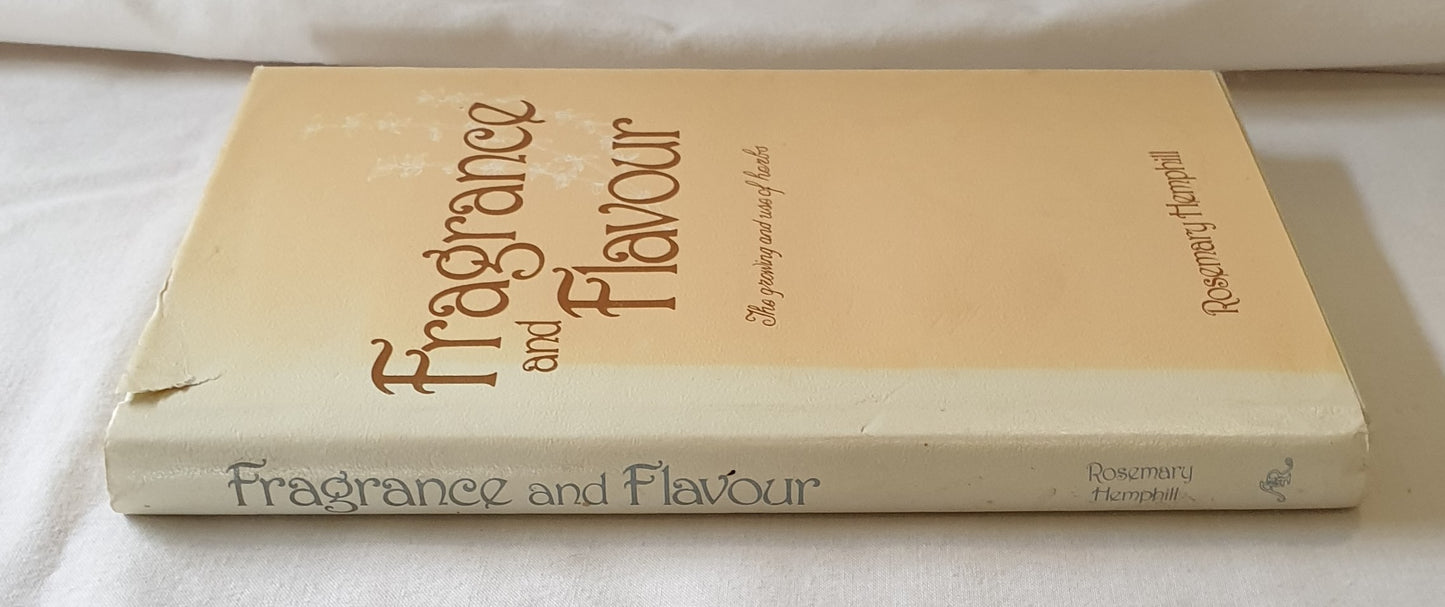 Fragrance
and
Flavour
The growing and use of herbs
Rosemary Hemphill
Fragrance and Flavour
Rosemary
Hemphill